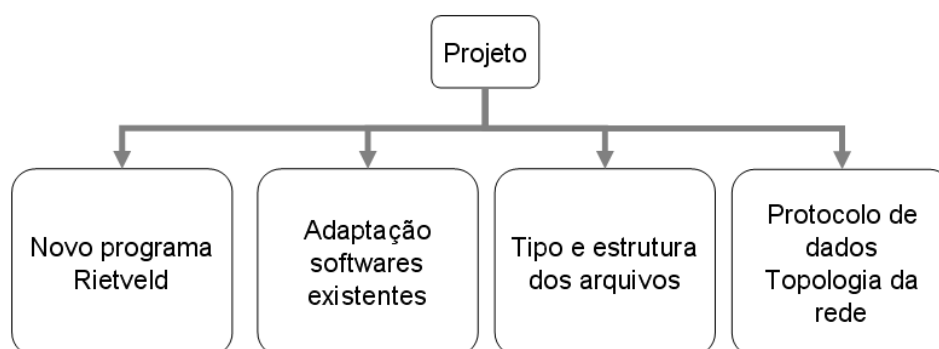 Projeto
Novo programa
Rietveld
Adaptação
softwares
existentes
Tipo e estrutura
dos arquivos
Protocolo de
dados
Topologia da
rede